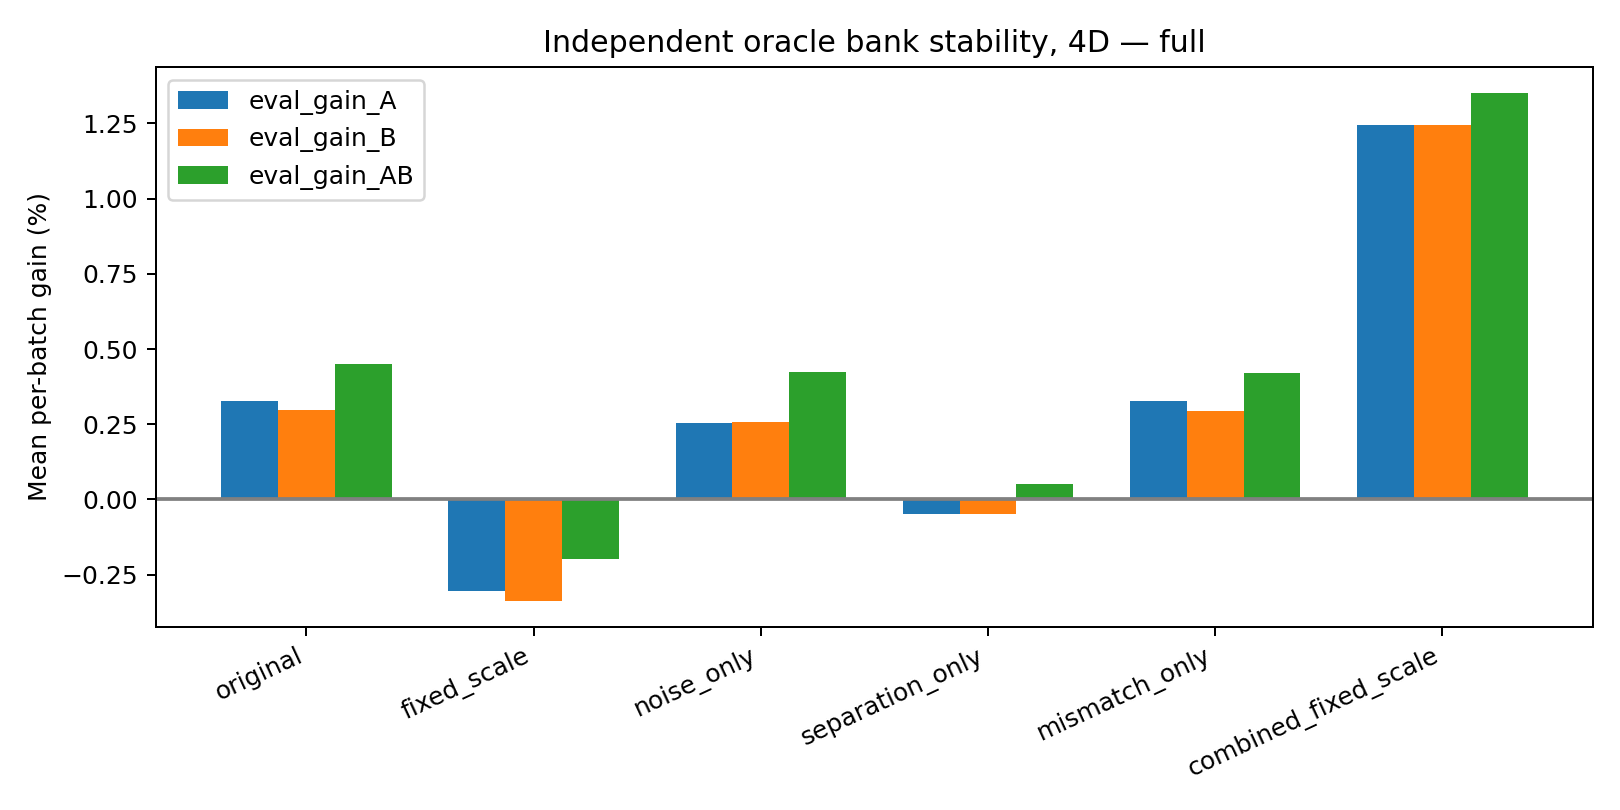 Independent oracle bank stability, 4D — full
eval_gain_A
eval_gain_B
eval_gain_AB
Mean per-batch gain (%)
1.25
1.00
0.75
0.50
0.25
0.00
−0.25
original
fixed_scale
noise_only
separation_only
mismatch_only
combined_fixed_scale